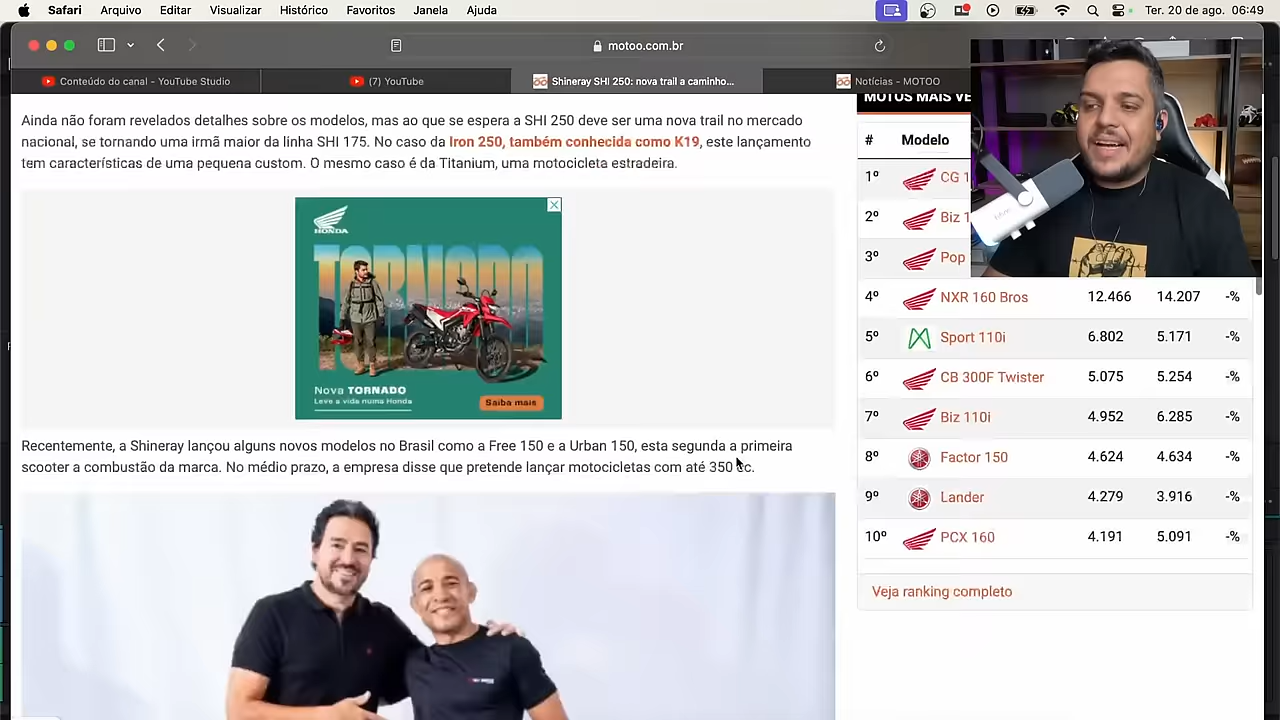 Safari Arquivo Editar Visualizar Histórico Favoritos Janela Ajuda Ter. 20 de ago. 06:49
motoo.com.br
Conteúdo do canal - YouTube Studio
(7) YouTube
Shineray SHI 250: nova trail a caminho...
Notícias - MOTOO
Ainda não foram revelados detalhes sobre os modelos, mas ao que se espera a SHI 250 deve ser uma nova trail no mercado
nacional, se tornando uma irmã maior da linha SHI 175. No caso da Iron 250, também conhecida como K19, este lançamento
tem características de uma pequena custom. O mesmo caso é da Titanium, uma motocicleta estradeira.
HONDA
TORNADO
Nova TORNADO
Leve a vida numa Honda
Saiba mais
Recentemente, a Shineray lançou alguns novos modelos no Brasil como a Free 150 e a Urban 150, esta segunda a primeira
scooter a combustão da marca. No médio prazo, a empresa disse que pretende lançar motocicletas com até 350 cc.
MOTOS MAIS VE
# Modelo
1º CG 1
2º Biz 1
3º Pop
4º NXR 160 Bros 12.466 14.207 -%
5º Sport 110i 6.802 5.171 -%
6º CB 300F Twister 5.075 5.254 -%
7º Biz 110i 4.952 6.285 -%
8º Factor 150 4.624 4.634 -%
9º Lander 4.279 3.916 -%
10º PCX 160 4.191 5.091 -%
Veja ranking completo